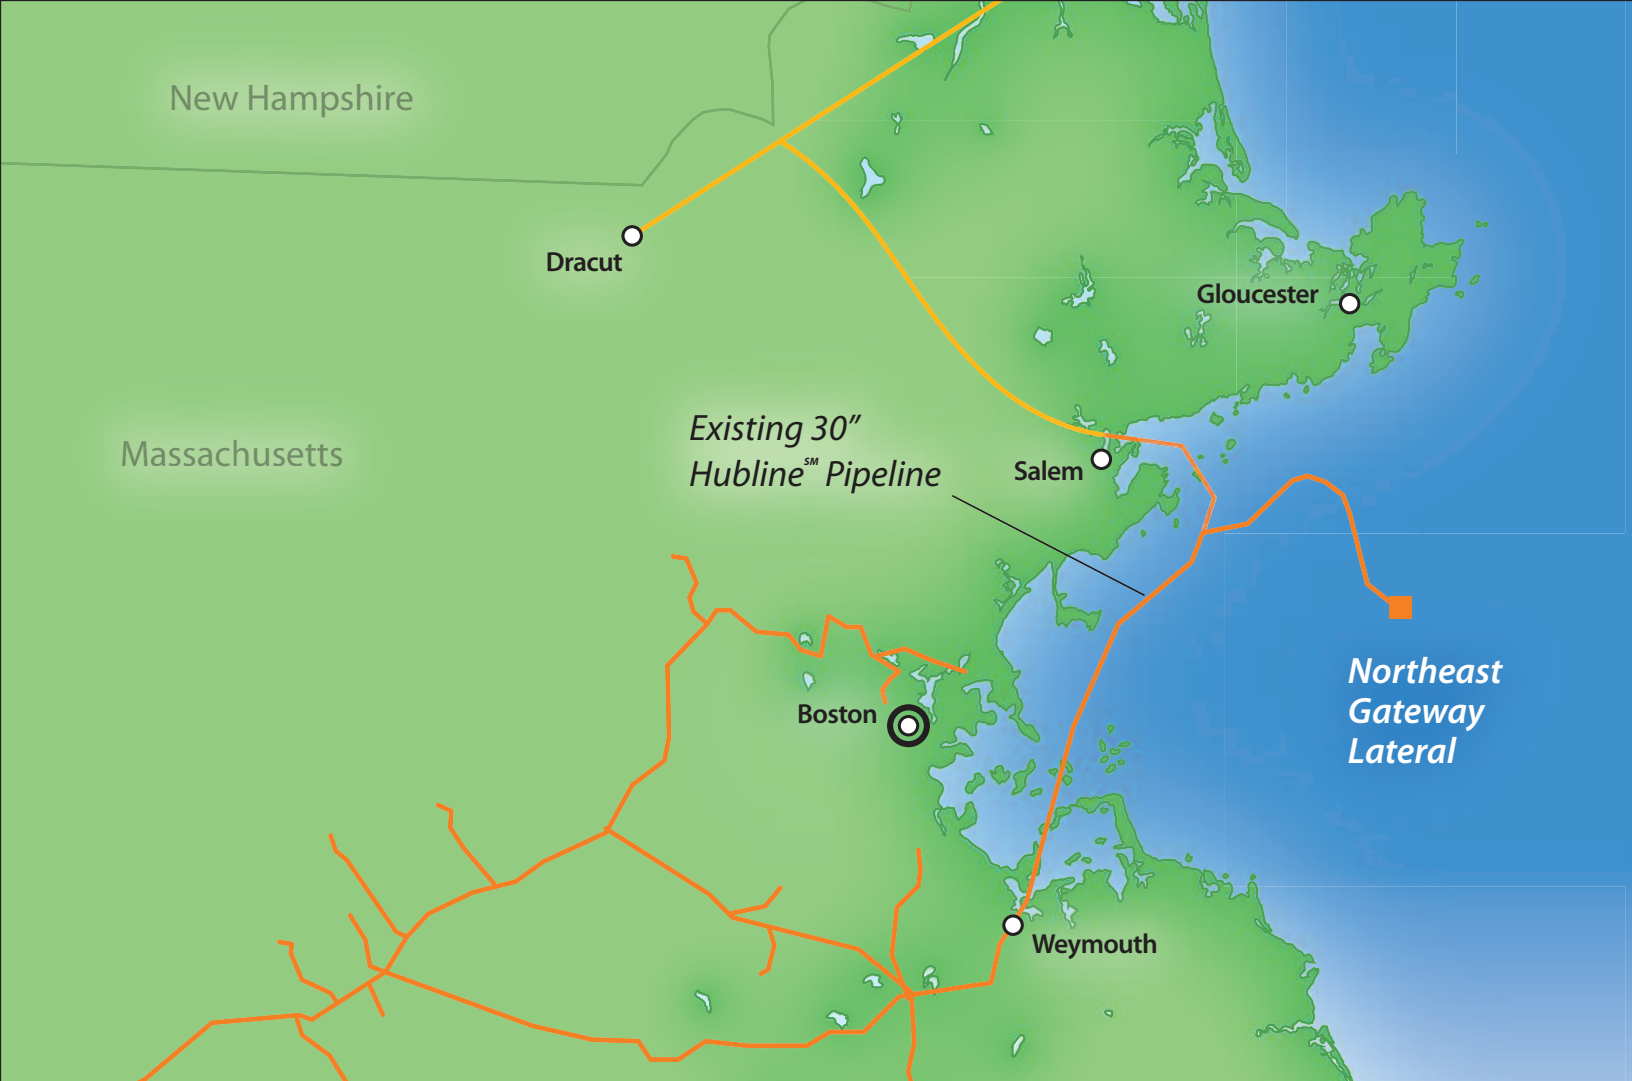 New Hampshire
Dracut
Gloucester
Existing 30”
Hubline℠ Pipeline
Massachusetts
Salem
Northeast
Gateway
Lateral
Boston
Weymouth